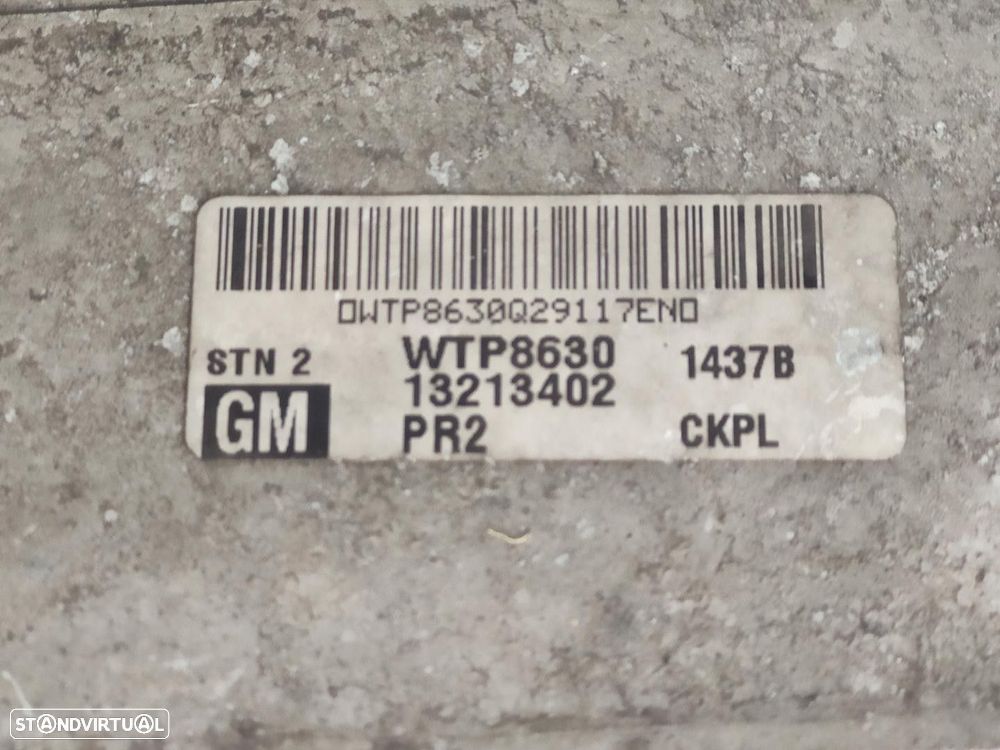 0WTP8630Q29117EN0
STN 2 WTP8630 1437B
13213402
GM PR2 CKPL
STANDVIRTUAL